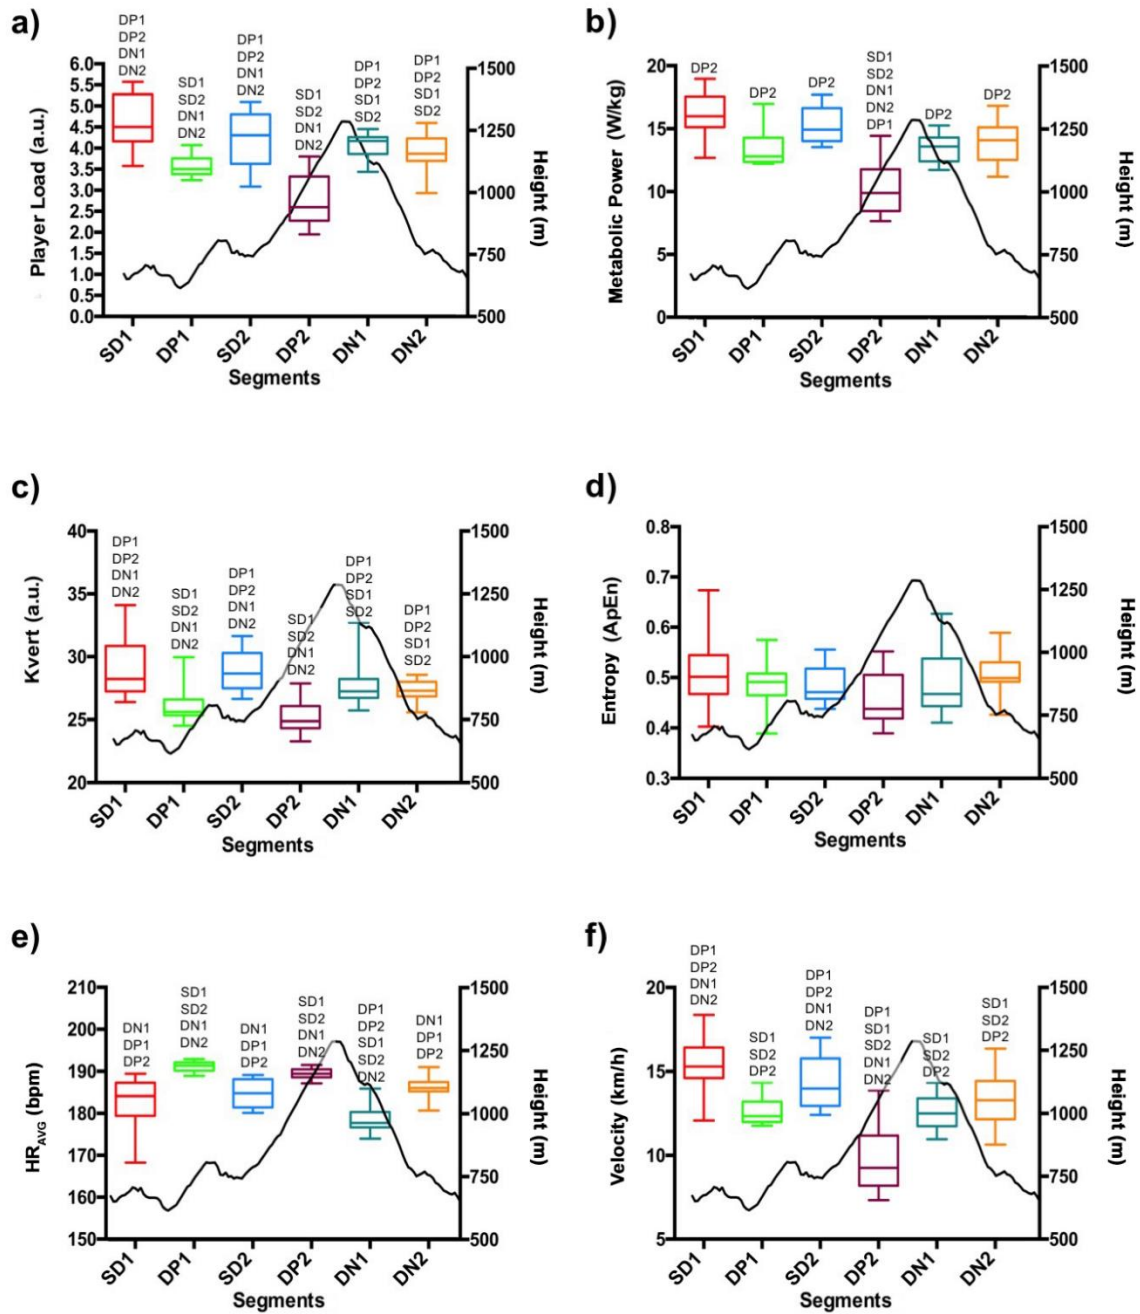 a)
Player Load (a.u.)
6.0
5.5
5.0
4.5
4.0
3.5
3.0
2.5
2.0
1.5
1.0
0.5
0.0
DP1
DP2
DN1
DN2
SD1
SD2
DN1
DN2
DP1
DP2
DN1
DN2
SD1
SD2
DN1
DN2
DP1
DP2
SD1
SD2
DP1
DP2
SD1
SD2
1500
1250
1000
750
500
Height (m)
SD1 DP1 SD2 DP2 DN1 DN2
Segments
b)
Metabolic Power (W/kg)
20
15
10
5
0
DP2
DP2
DP2
SD1
SD2
DN1
DN2
DP1
DP2
DP2
1500
1250
1000
750
500
Height (m)
SD1 DP1 SD2 DP2 DN1 DN2
Segments
c)
Kvert (a.u.)
40
35
30
25
20
DP1
DP2
DN1
DN2
SD1
SD2
DN1
DN2
DP1
DP2
DN1
DN2
SD1
SD2
DN1
DN2
DP1
DP2
SD1
SD2
DP1
DP2
SD1
SD2
1500
1250
1000
750
500
Height (m)
SD1 DP1 SD2 DP2 DN1 DN2
Segments
d)
Entropy (ApEn)
0.8
0.7
0.6
0.5
0.4
0.3
1500
1250
1000
750
500
Height (m)
SD1 DP1 SD2 DP2 DN1 DN2
Segments
e)
HRAVG (bpm)
210
200
190
180
170
160
150
DN1
DP1
DP2
SD1
SD2
DN1
DN2
DN1
DP1
DP2
SD1
SD2
DN1
DN2
DP1
DP2
SD1
SD2
DN2
DN1
DP1
DP2
1500
1250
1000
750
500
Height (m)
SD1 DP1 SD2 DP2 DN1 DN2
f)
Velocity (km/h)
20
15
10
5
DP1
DP2
DN1
DN2
SD1
SD2
DP2
DP1
DP2
DN1
DN2
DP1
SD1
SD2
DN1
DN2
SD1
SD2
DP2
SD1
SD2
DP2
1500
1250
1000
750
500
Height (m)
SD1 DP1 SD2 DP2 DN1 DN2